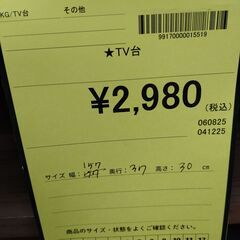 KG/TV台 その他
99170000015519
★TV台
¥2,980(税込)
060825
041225
サイズ 幅: 157 奥行: 37 高さ: 30 cm
商品のサイズ・状態をよくご確認ください